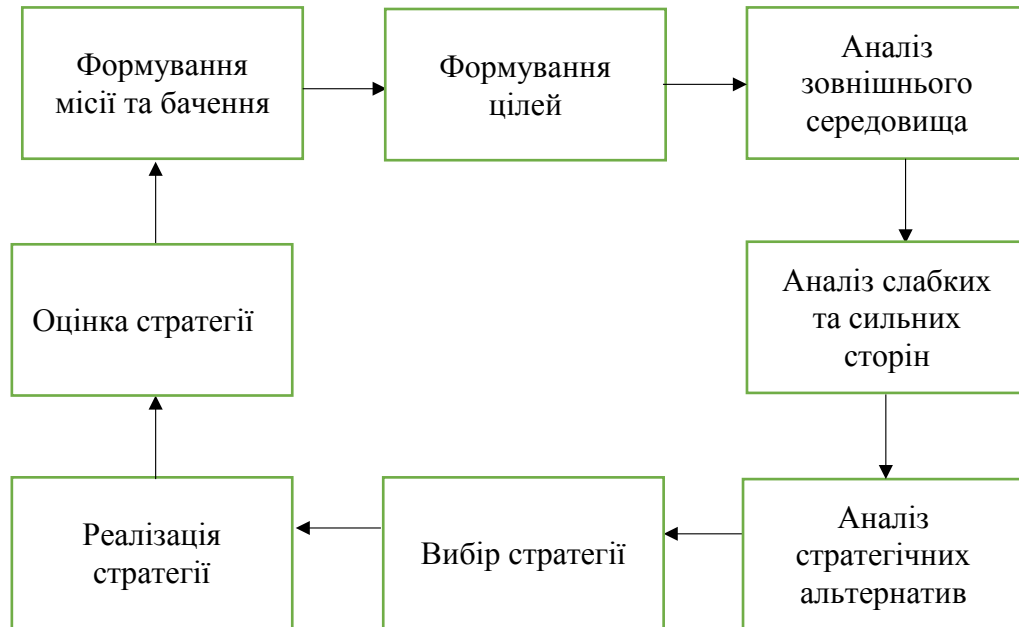 Формування
місії та бачення
Формування
цілей
Аналіз
зовнішнього
середовища
Аналіз слабких
та сильних
сторін
Аналіз
стратегічних
альтернатив
Вибір стратегії
Реалізація
стратегії
Оцінка стратегії